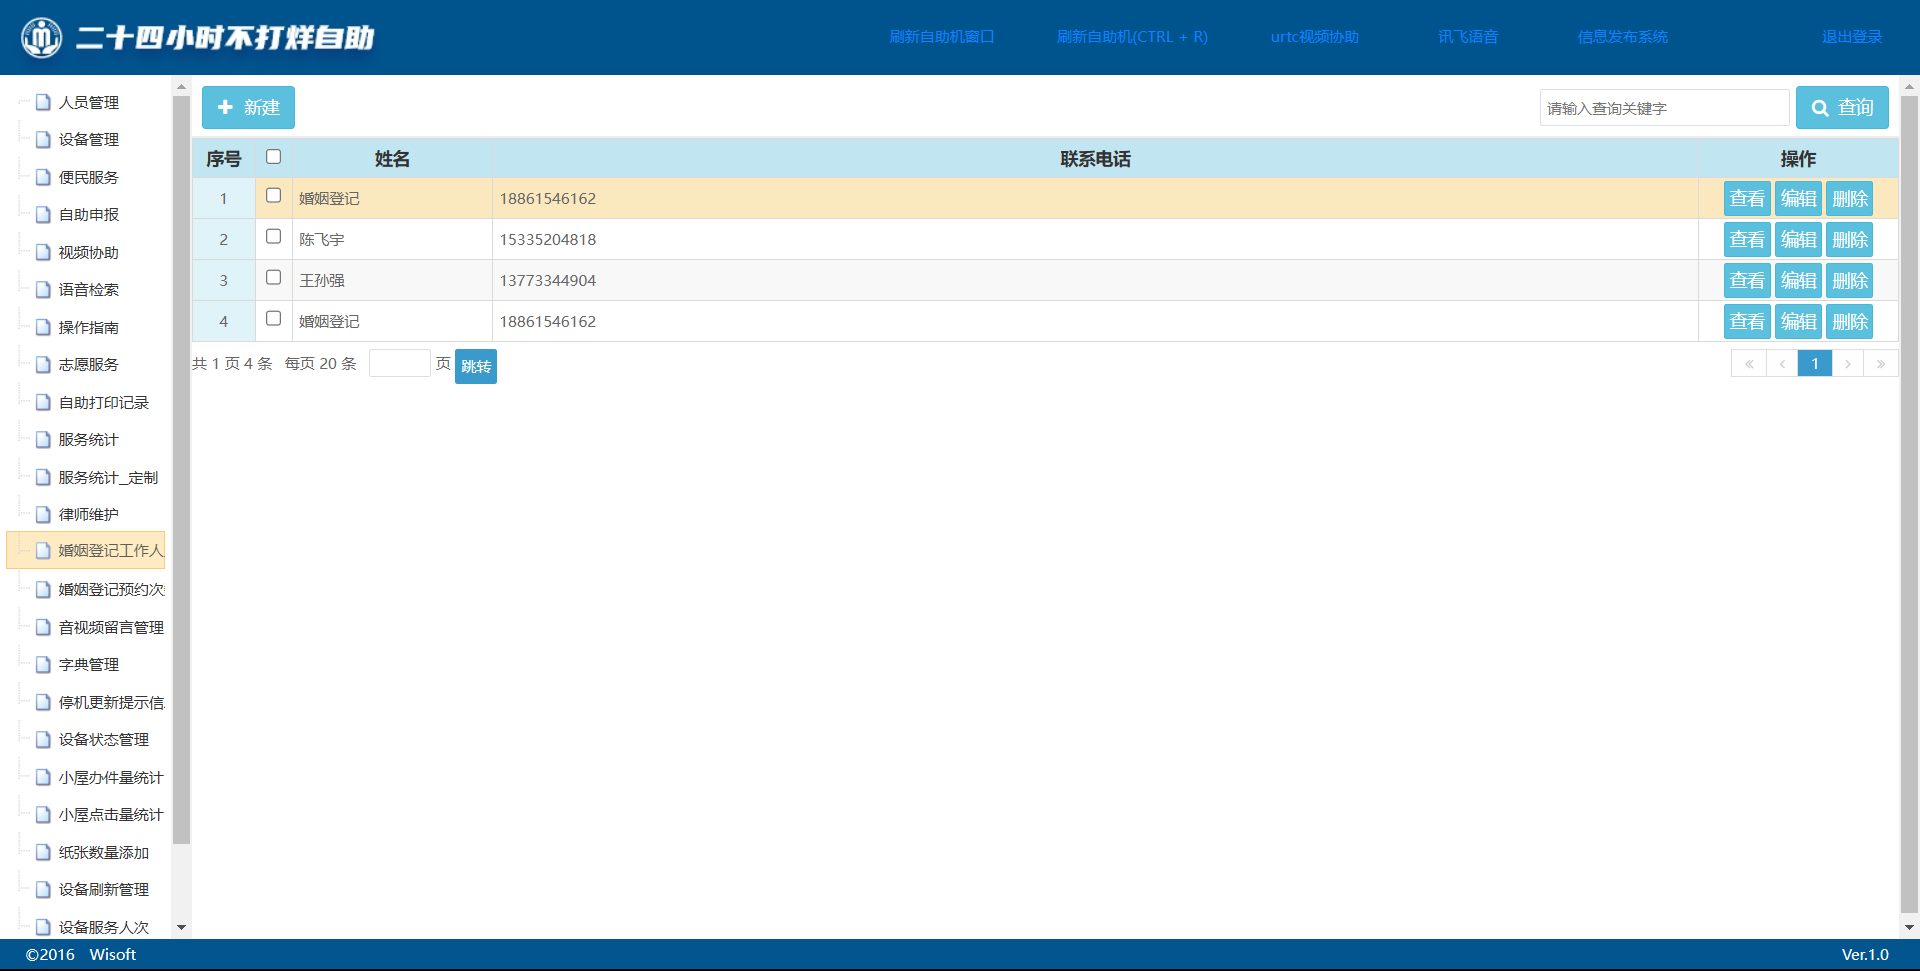 二十四小时不打烊自助
刷新自助机窗口 刷新自助机(CTRL + R) urtc视频协助 讯飞语音 信息发布系统 退出登录
人员管理
设备管理
便民服务
自助申报
视频协助
语音检索
操作指南
志愿服务
自助打印记录
服务统计
服务统计_定制
律师维护
婚姻登记工作人
婚姻登记预约次
音视频留言管理
字典管理
停机更新提示信
设备状态管理
小屋办件量统计
小屋点击量统计
纸张数量添加
设备刷新管理
设备服务人次
新建 请输入查询关键字 查询
序号 姓名 联系电话 操作
1 婚姻登记 18861546162 查看 编辑 删除
2 陈飞宇 15335204818 查看 编辑 删除
3 王孙强 13773344904 查看 编辑 删除
4 婚姻登记 18861546162 查看 编辑 删除
共 1 页 4 条 每页 20 条 页 跳转 « ‹ 1 › »
©2016 Wisoft Ver.1.0